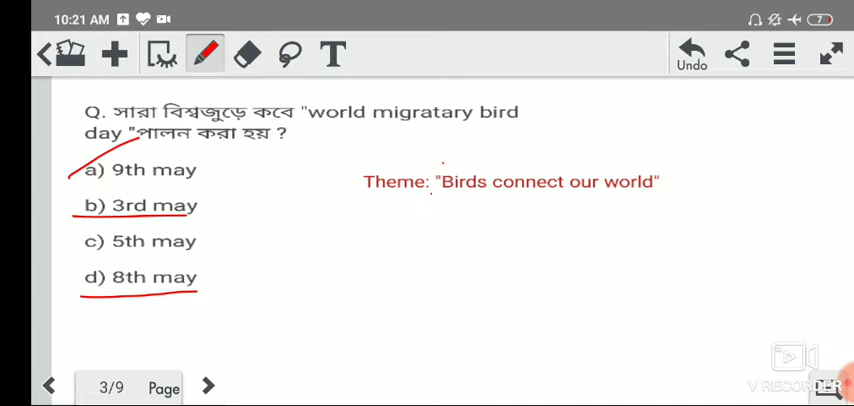 10:21 AM
7
T
Undo
Q. সারা বিশ্বজুড়ে কবে "world migratary bird
day "পালন করা হয় ?
a) 9th may
Theme: "Birds connect our world"
b) 3rd may
c) 5th may
d) 8th may
3/9 Page
V RECORDER